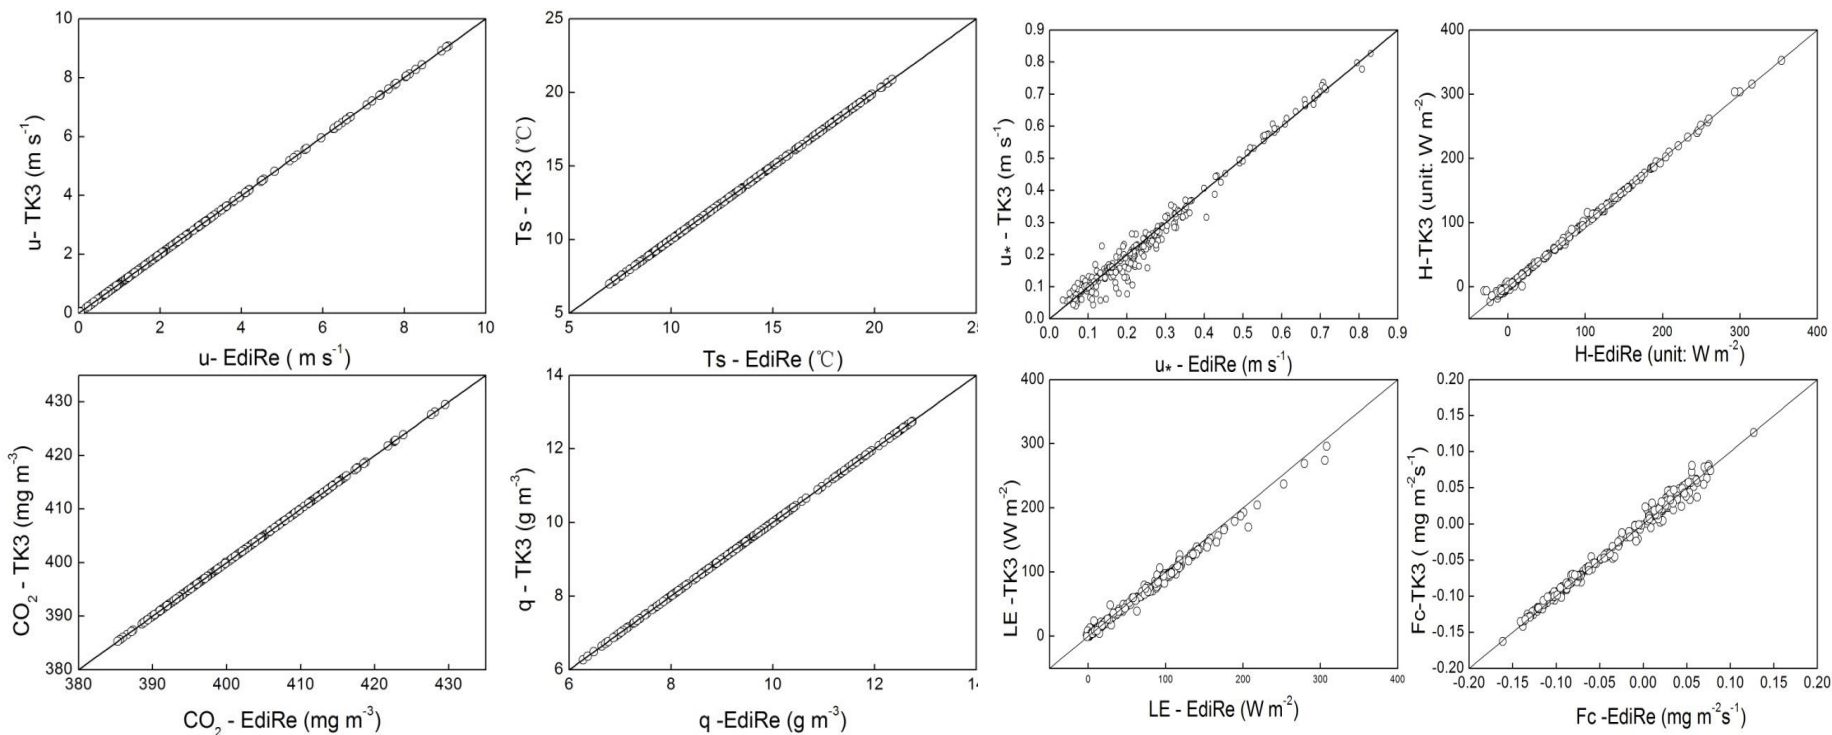 10
8
6
4
2
0
0 2 4 6 8 10
u- TK3 (m s-1)
u- EdiRe ( m s-1)
25
20
15
10
5
5 10 15 20
Ts - TK3 (℃)
Ts - EdiRe (℃)
0.9
0.8
0.7
0.6
0.5
0.4
0.3
0.2
0.1
0.0
0.0 0.1 0.2 0.3 0.4 0.5 0.6 0.7 0.8 0.9
u* - TK3 (m s-1)
u* - EdiRe (m s-1)
400
300
200
100
0
0 100 200 300 400
H-TK3 (unit: W m-2)
H-EdiRe (unit: W m-2)
430
420
410
400
390
380
380 390 400 410 420 430
CO2 - TK3 (mg m-3)
CO2 - EdiRe (mg m-3)
14
12
10
8
6
6 8 10 12
q - TK3 (g m-3)
q -EdiRe (g m-3)
400
300
200
100
0
0 100 200 300 400
LE -TK3 (W m-2)
LE - EdiRe (W m-2)
0.20
0.15
0.10
0.05
0.00
-0.05
-0.10
-0.15
-0.20
-0.20 -0.15 -0.10 -0.05 0.00 0.05 0.10 0.15 0.20
Fc-TK3 ( mg m-2s-1)
Fc -EdiRe (mg m-2s-1)